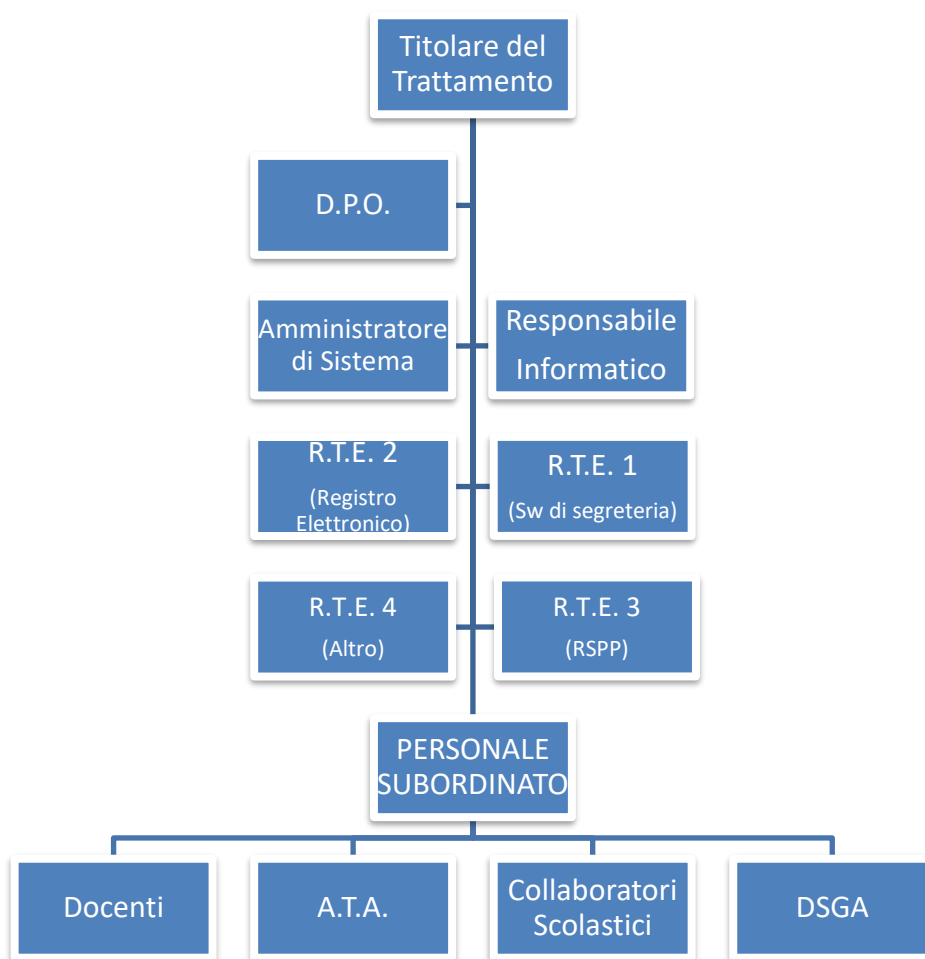 Titolare del
Trattamento
D.P.O.
Amministratore
di Sistema
Responsabile
Informatico
R.T.E. 2
(Registro
Elettronico)
R.T.E. 1
(Sw di segreteria)
R.T.E. 4
(Altro)
R.T.E. 3
(RSPP)
PERSONALE
SUBORDINATO
Docenti
A.T.A.
Collaboratori
Scolastici
DSGA